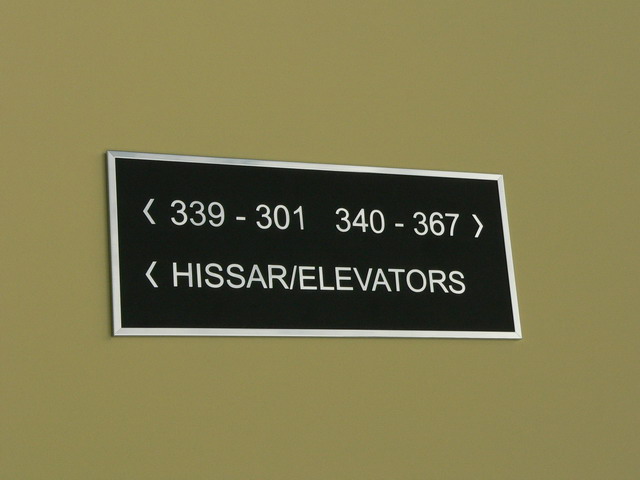 〈 339 - 301 340 - 367 〉
〈 HISSAR/ELEVATORS